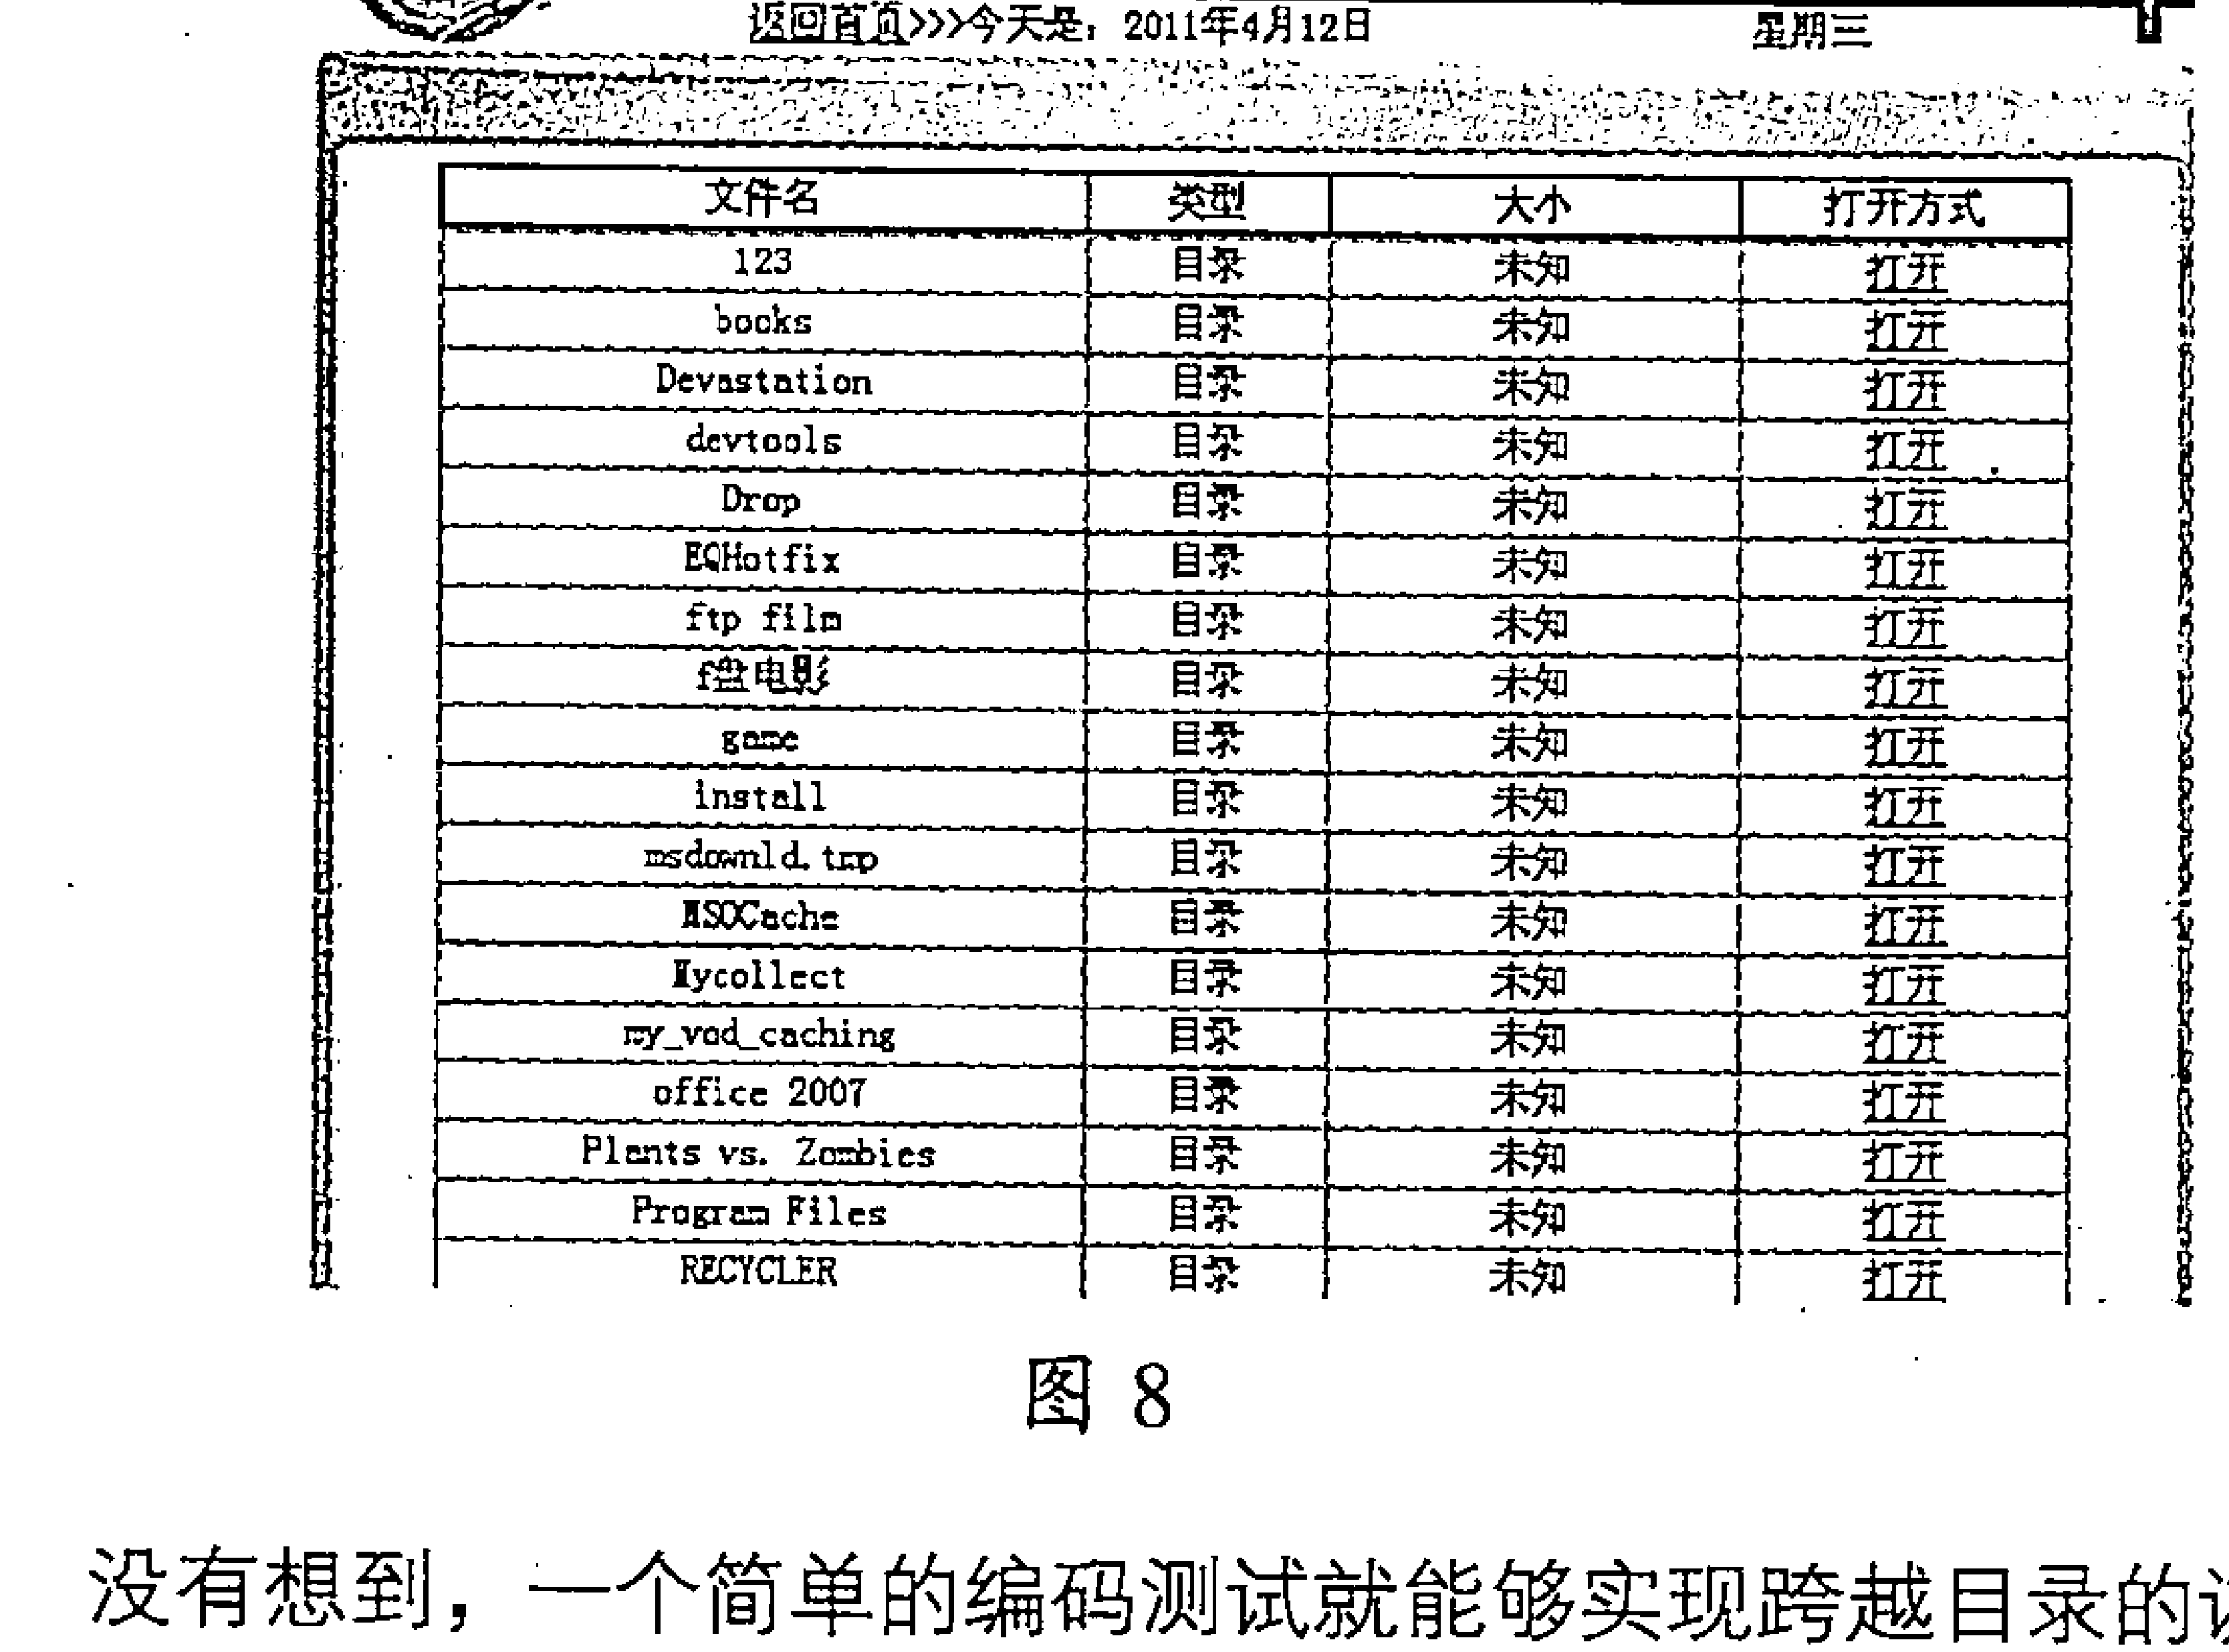 返回首页>>>今天是：2011年4月12日 星期三
文件名 类型 大小 打开方式
123 目录 未知 打开
books 目录 未知 打开
Devastation 目录 未知 打开
devtools 目录 未知 打开
Drop 目录 未知 打开
EQHotfix 目录 未知 打开
ftp film 目录 未知 打开
f盘电影 目录 未知 打开
game 目录 未知 打开
install 目录 未知 打开
msdownld.tmp 目录 未知 打开
MSOCache 目录 未知 打开
Mycollect 目录 未知 打开
my_vod_caching 目录 未知 打开
office 2007 目录 未知 打开
Plants vs. Zombies 目录 未知 打开
Program Files 目录 未知 打开
RECYCLER 目录 未知 打开
图 8
没有想到，一个简单的编码测试就能够实现跨越目录的